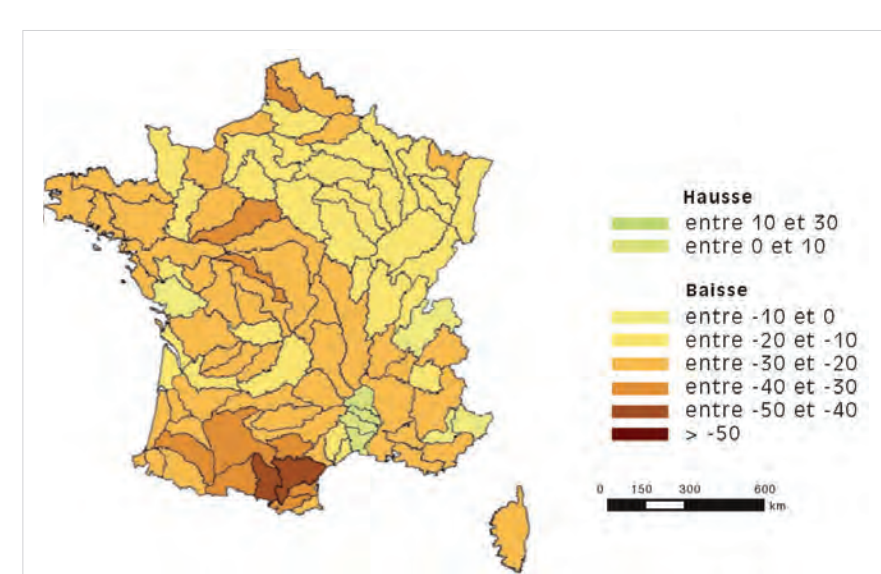 Hausse
entre 10 et 30
entre 0 et 10
Baisse
entre -10 et 0
entre -20 et -10
entre -30 et -20
entre -40 et -30
entre -50 et -40
> -50
0 150 300 600
km